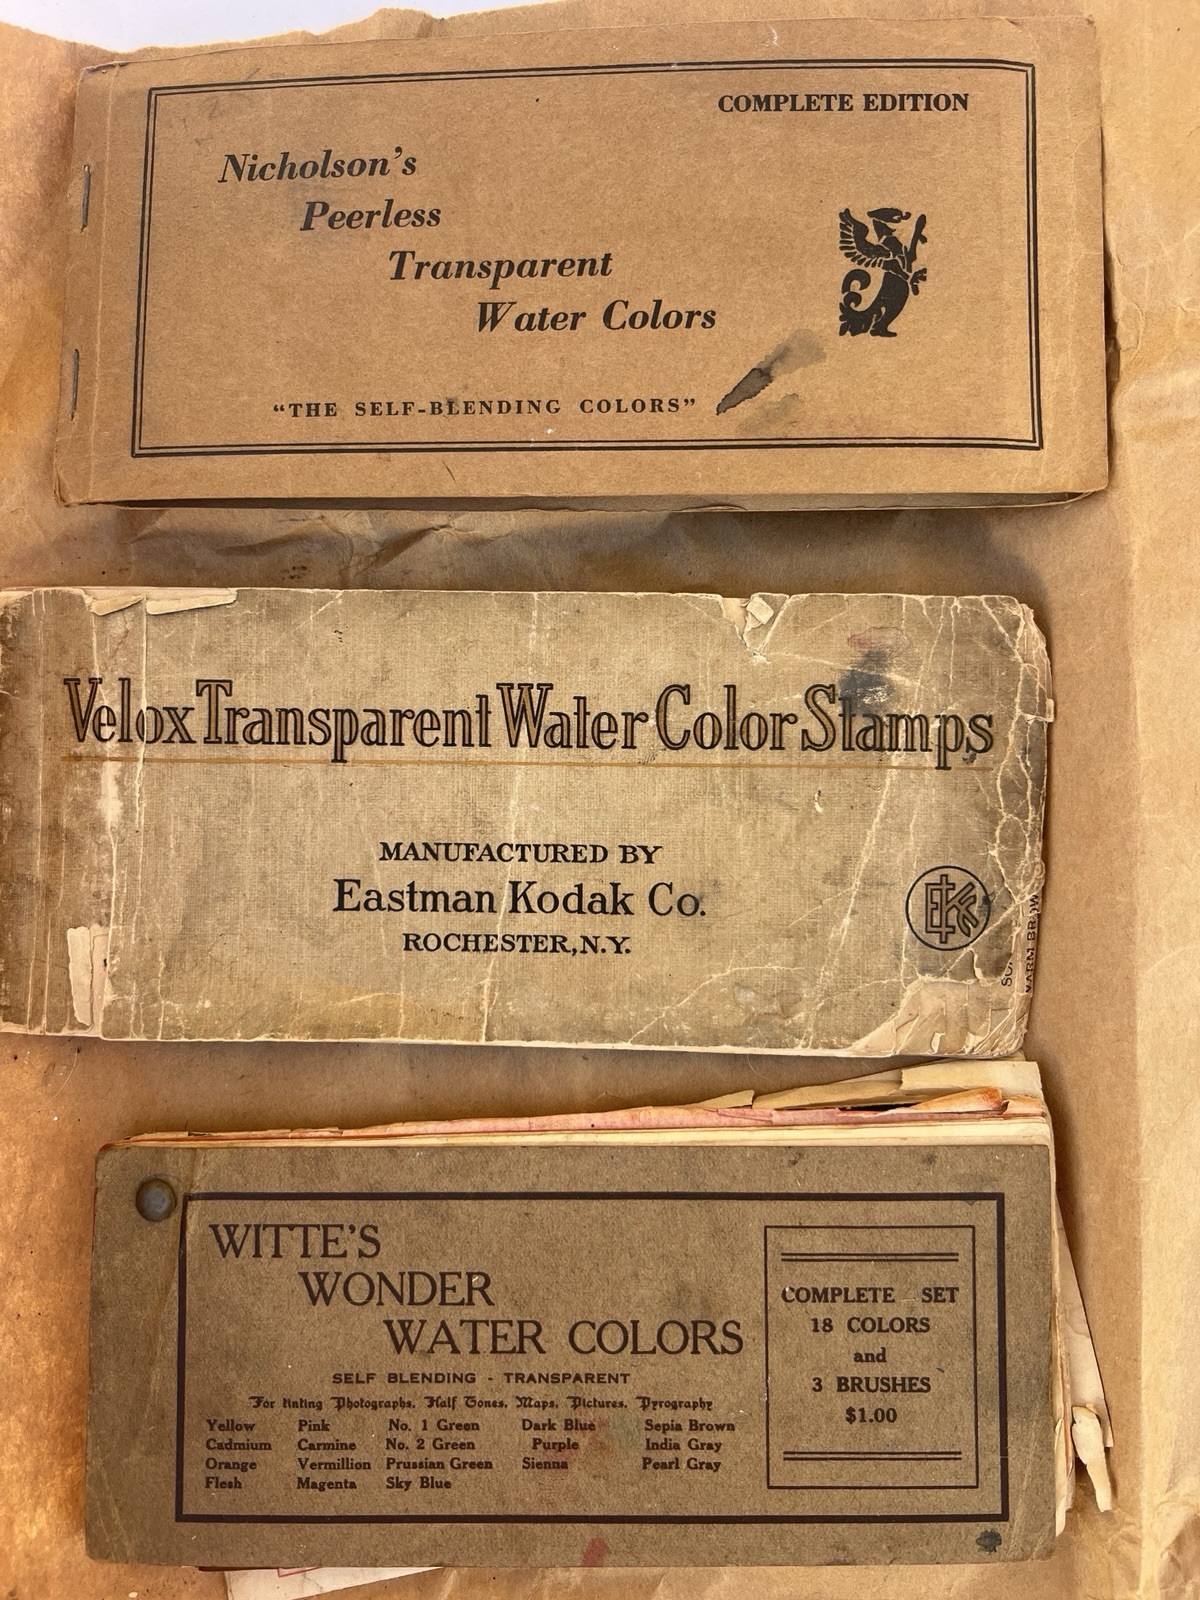 COMPLETE EDITION
Nicholson's
Peerless
Transparent
Water Colors
"THE SELF-BLENDING COLORS"
Velox Transparent Water Color Stamps
MANUFACTURED BY
Eastman Kodak Co.
ROCHESTER, N.Y.
EK
WARM BROW
WITTE'S
WONDER
WATER COLORS
SELF BLENDING - TRANSPARENT
For tinting Photographs, Half Tones, Maps, Pictures, Pyrography
Yellow Pink No. 1 Green Dark Blue Sepia Brown
Cadmium Carmine No. 2 Green Purple India Gray
Orange Vermillion Prussian Green Sienna Pearl Gray
Flesh Magenta Sky Blue
COMPLETE SET
18 COLORS
and
3 BRUSHES
$1.00